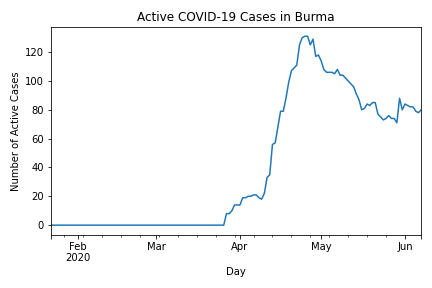 Active COVID-19 Cases in Burma
Number of Active Cases
120
100
80
60
40
20
0
Feb
2020
Mar
Apr
May
Jun
Day